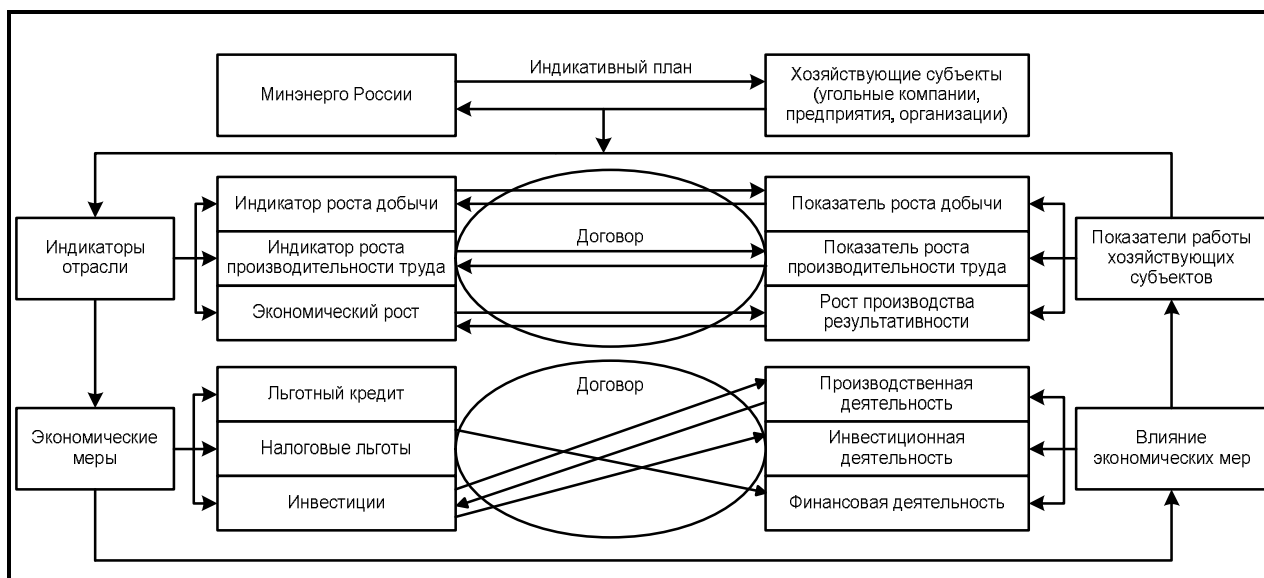 Минэнерго России
Индикативный план
Хозяйствующие субъекты
(угольные компании,
предприятия, организации)
Индикаторы
отрасли
Индикатор роста добычи
Индикатор роста
производительности труда
Экономический рост
Договор
Показатель роста добычи
Показатель роста
производительности труда
Рост производства
результативности
Показатели работы
хозяйствующих
субъектов
Экономические
меры
Льготный кредит
Налоговые льготы
Инвестиции
Договор
Производственная
деятельность
Инвестиционная
деятельность
Финансовая деятельность
Влияние
экономических мер